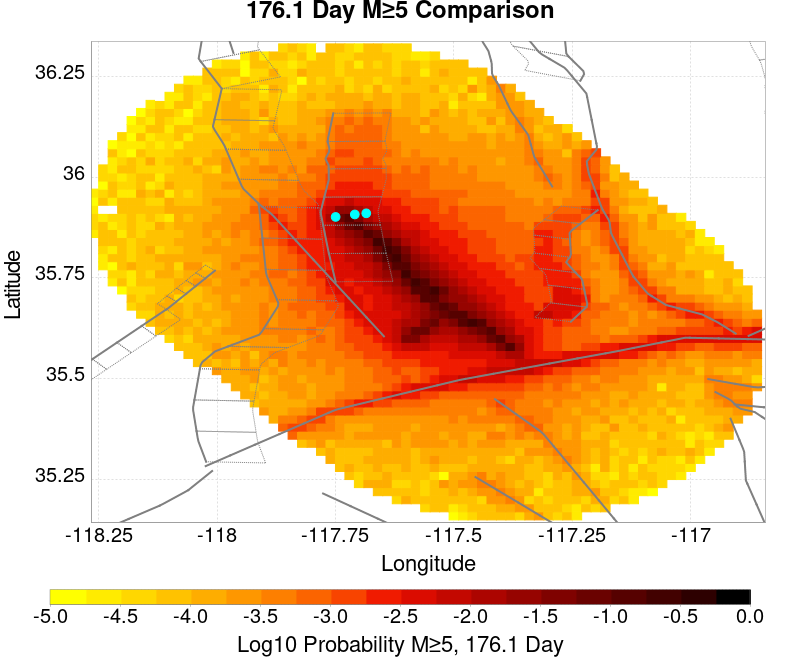 176.1 Day M≥5 Comparison
36.25
36
35.75
35.5
35.25
Latitude
-118.25 -118 -117.75 -117.5 -117.25 -117
Longitude
-5.0 -4.5 -4.0 -3.5 -3.0 -2.5 -2.0 -1.5 -1.0 -0.5 0.0
Log10 Probability M≥5, 176.1 Day